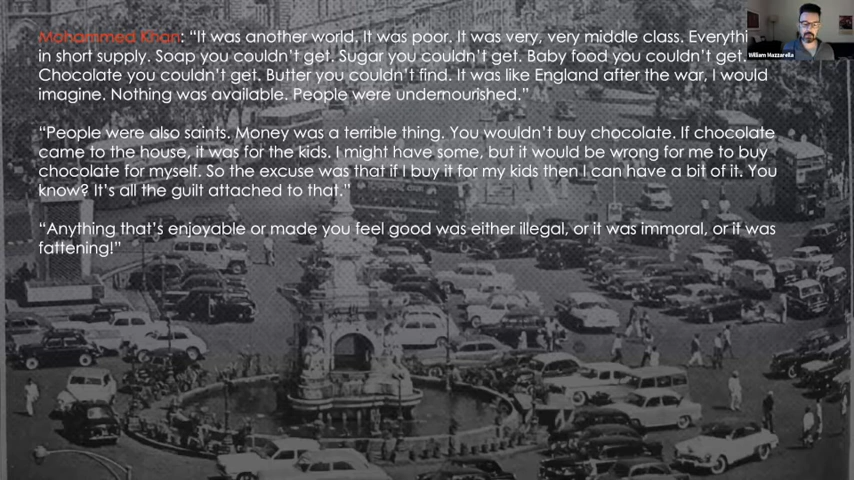 Mohammed Khan: “It was another world. It was poor. It was very, very middle class. Everythi
in short supply. Soap you couldn’t get. Sugar you couldn’t get. Baby food you couldn’t get.
Chocolate you couldn’t get. Butter you couldn’t find. It was like England after the war, I would
imagine. Nothing was available. People were undernourished.”
“People were also saints. Money was a terrible thing. You wouldn’t buy chocolate. If chocolate
came to the house, it was for the kids. I might have some, but it would be wrong for me to buy
chocolate for myself. So the excuse was that if I buy it for my kids then I can have a bit of it. You
know? It’s all the guilt attached to that.”
“Anything that’s enjoyable or made you feel good was either illegal, or it was immoral, or it was
fattening!”
William Mazzarella